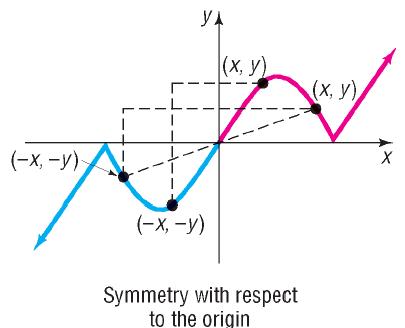 y
(x, y)
(x, y)
x
(−x, −y)
(−x, −y)
Symmetry with respect
to the origin